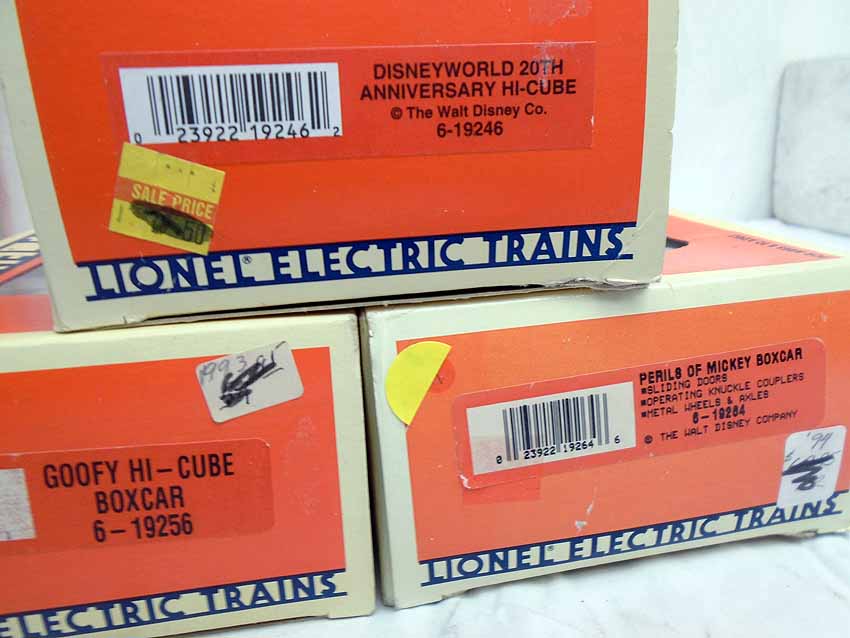 DISNEYWORLD 20TH
ANNIVERSARY HI-CUBE
© The Walt Disney Co.
6-19246
0 23922 19246 2
SALE PRICE
50
LIONEL® ELECTRIC TRAINS
1993
GOOFY HI-CUBE
BOXCAR
6-19256
ELECTRIC TRAINS
PERILS OF MICKEY BOXCAR
▪SLIDING DOORS
▪OPERATING KNUCKLE COUPLERS
▪METAL WHEELS & AXLES
6-19264
© THE WALT DISNEY COMPANY
0 23922 19264 6
'94
LIONEL® ELECTRIC TRAINS